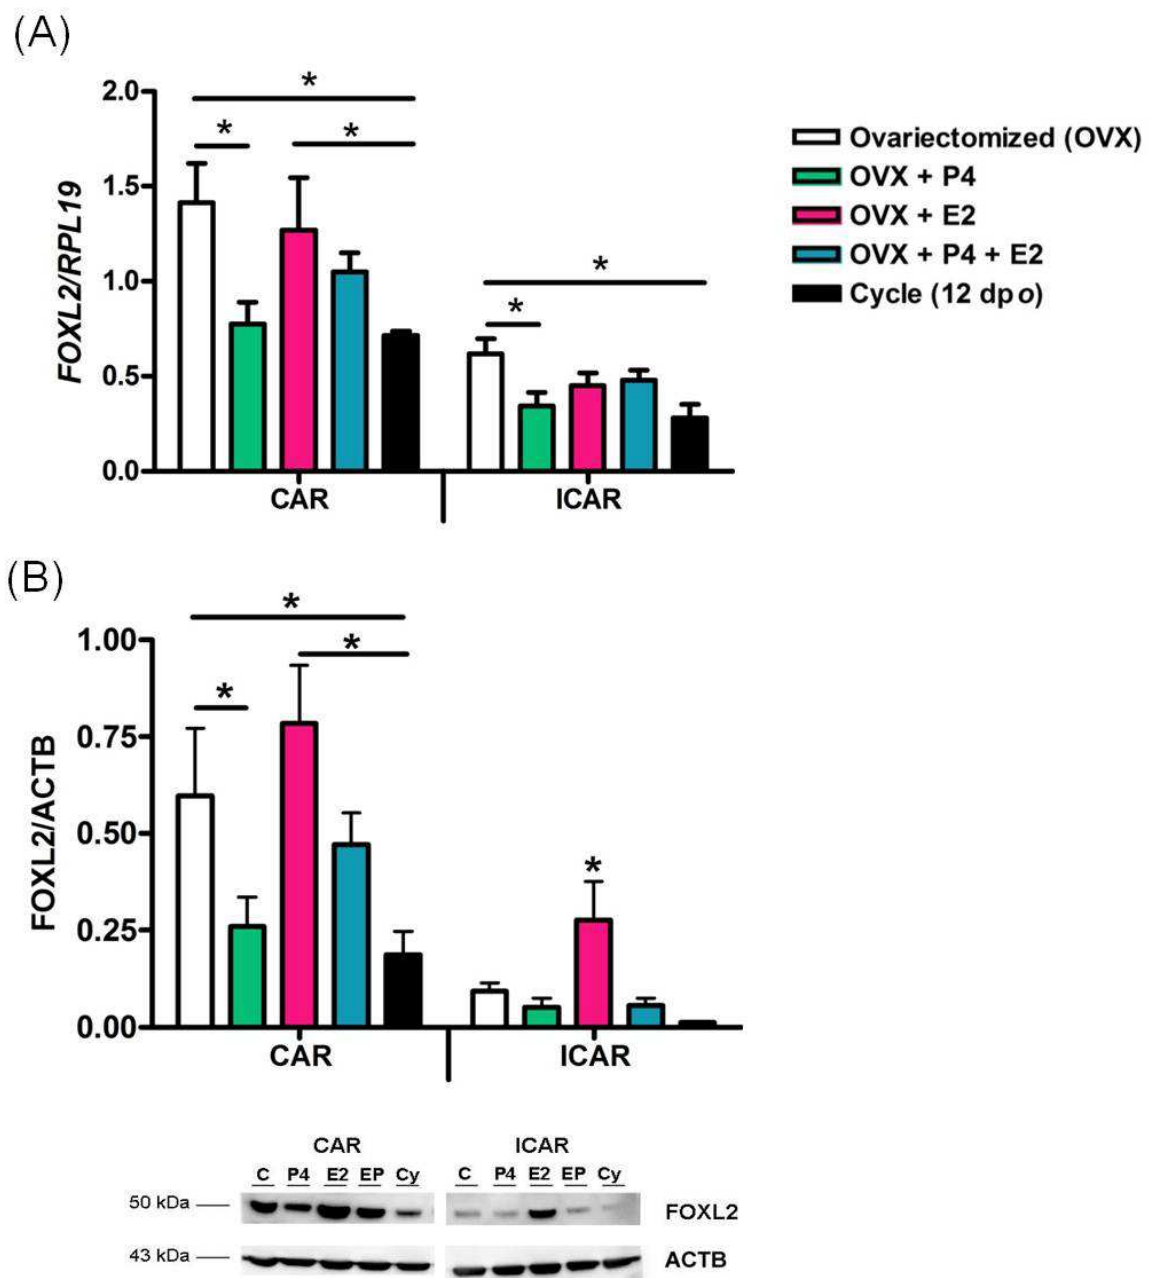 (A)
*
2.0
*
*
1.5
1.0
0.5
0.0
FOXL2/RPL19
*
*
CAR
ICAR
Ovariectomized (OVX)
OVX + P4
OVX + E2
OVX + P4 + E2
Cycle (12 dpo)
(B)
*
1.00
*
*
0.75
0.50
0.25
0.00
FOXL2/ACTB
*
CAR
ICAR
CAR ICAR
C P4 E2 EP Cy C P4 E2 EP Cy
50 kDa FOXL2
43 kDa ACTB